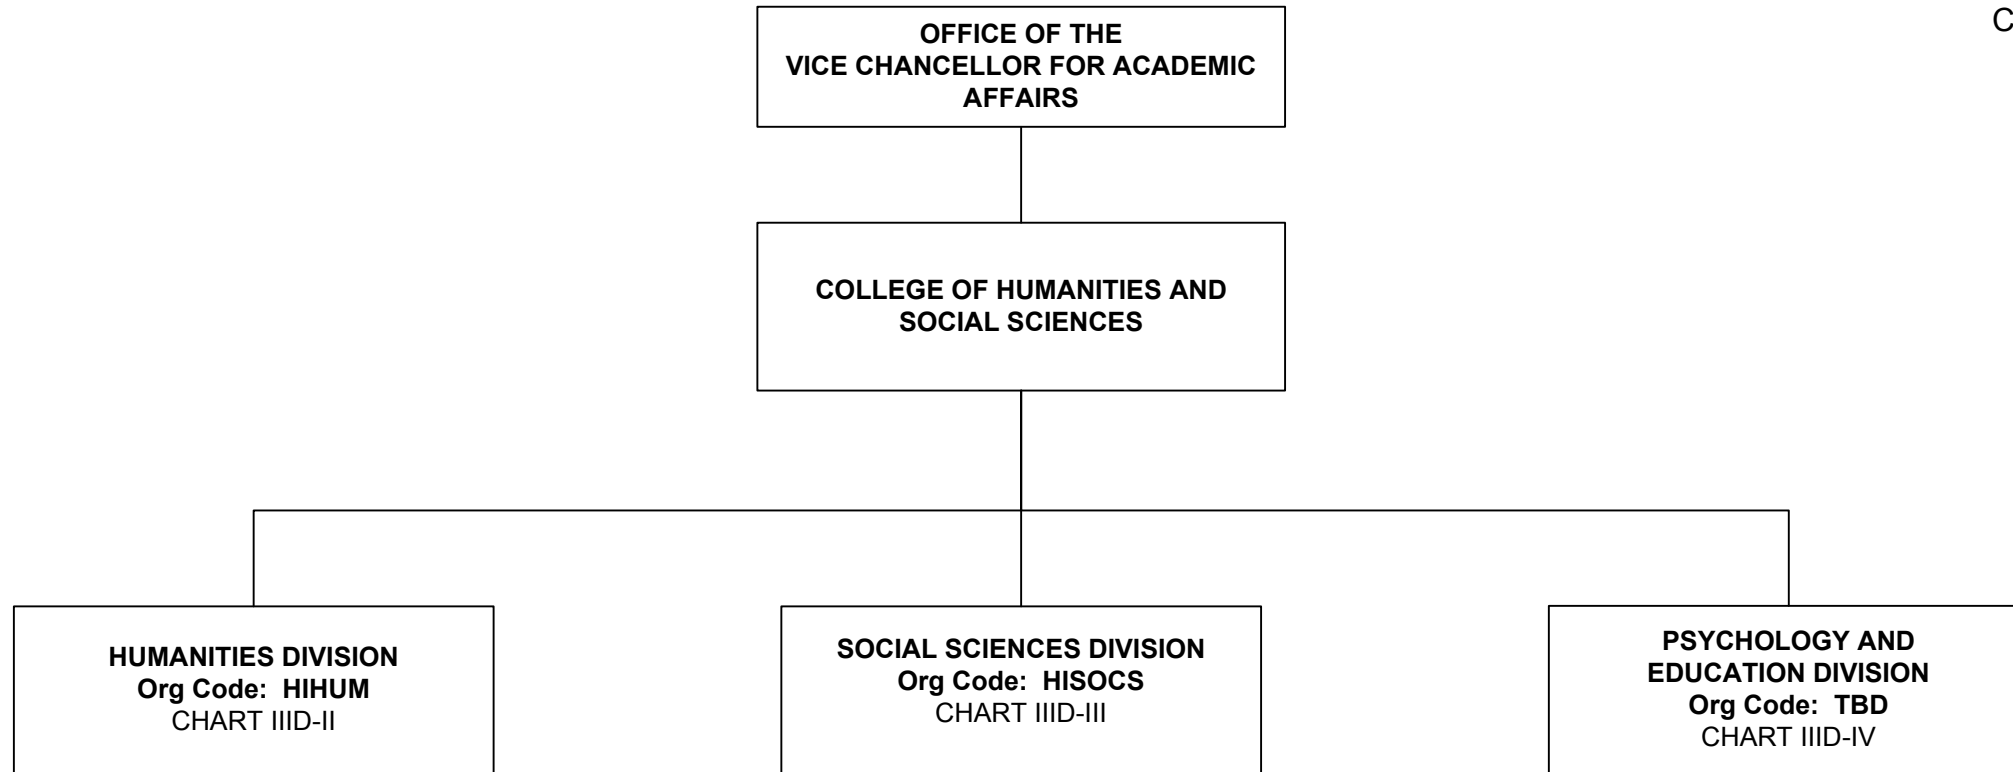 C
OFFICE OF THE
VICE CHANCELLOR FOR ACADEMIC
AFFAIRS
COLLEGE OF HUMANITIES AND
SOCIAL SCIENCES
HUMANITIES DIVISION
Org Code: HIHUM
CHART IIID-II
SOCIAL SCIENCES DIVISION
Org Code: HISOCS
CHART IIID-III
PSYCHOLOGY AND
EDUCATION DIVISION
Org Code: TBD
CHART IIID-IV